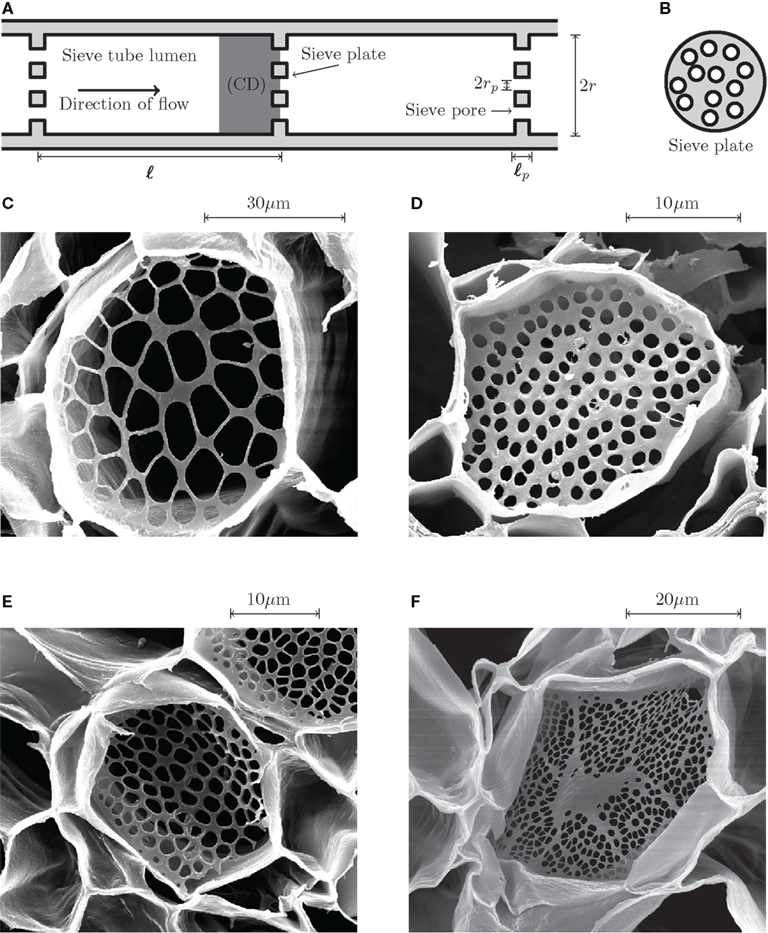 A
B
Sieve tube lumen
Sieve plate
(CD)
2r_p
2r
Direction of flow
Sieve pore
Sieve plate
ℓ
ℓ_p
C
30μm
D
10μm
E
10μm
F
20μm